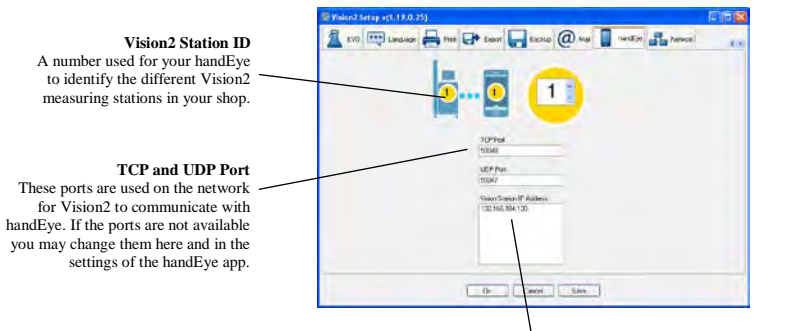 Vision2 Setup v(1.19.0.25)
EVO Language Print Export Backup Mail handEye Network
Vision2 Station ID
A number used for your handEye
to identify the different Vision2
measuring stations in your shop.
1
1
1
TCP and UDP Port
These ports are used on the network
for Vision2 to communicate with
handEye. If the ports are not available
you may change them here and in the
settings of the handEye app.
TCP Port
UDP Port
Vision Station IP Address
Ok Cancel Save